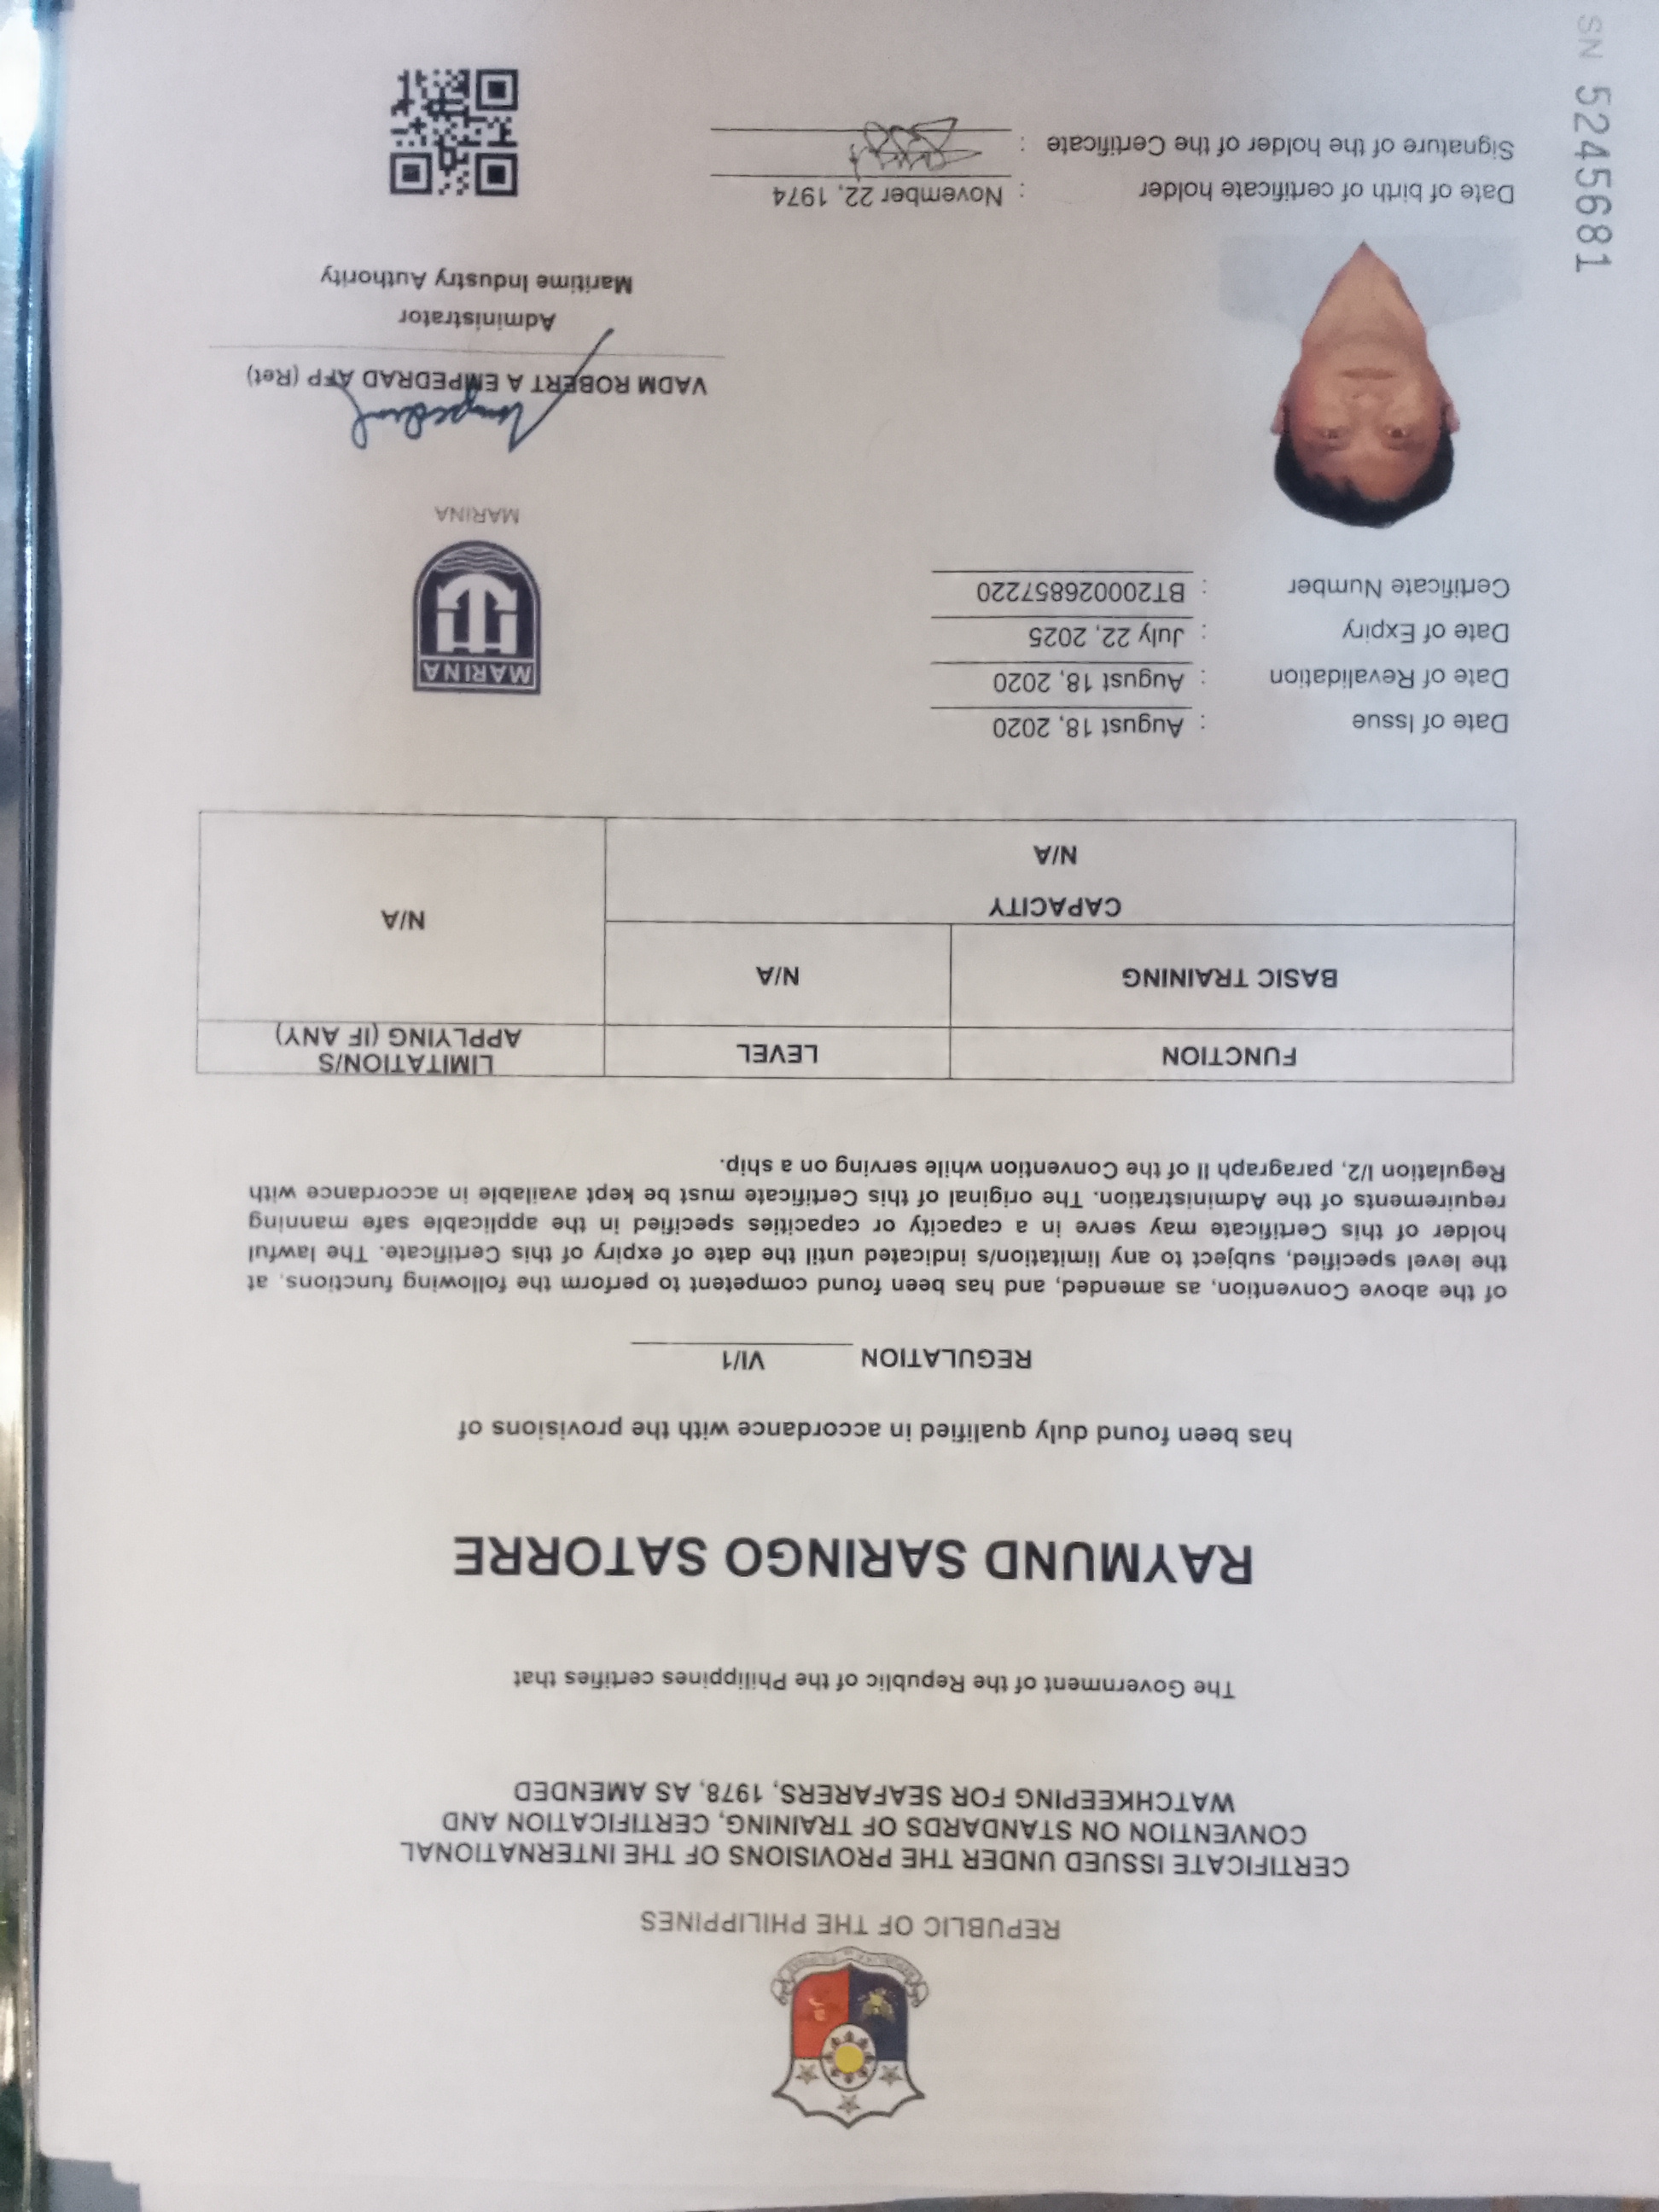 REPUBLIC OF THE PHILIPPINES
CERTIFICATE ISSUED UNDER THE PROVISIONS OF THE INTERNATIONAL
CONVENTION ON STANDARDS OF TRAINING, CERTIFICATION AND
WATCHKEEPING FOR SEAFARERS, 1978, AS AMENDED
The Government of the Republic of the Philippines certifies that
RAYMUND SARINGO SATORRE
has been found duly qualified in accordance with the provisions of
REGULATION VI/1
of the above Convention, as amended, and has been found competent to perform the following functions, at
the level specified, subject to any limitation/s indicated until the date of expiry of this Certificate. The lawful
holder of this Certificate may serve in a capacity or capacities specified in the applicable safe manning
requirements of the Administration. The original of this Certificate must be kept available in accordance with
Regulation I/2, paragraph II of the Convention while serving on a ship.
FUNCTION LEVEL LIMITATION/S
APPLYING (IF ANY)
BASIC TRAINING N/A N/A
CAPACITY
N/A
Date of Issue : August 18, 2020
Date of Revalidation : August 18, 2020
Date of Expiry : July 22, 2025
Certificate Number : BT200026857220
MARINA
MARINA
VADM ROBERT A EMPEDRAD AFP (Ret)
Administrator
Maritime Industry Authority
Date of birth of certificate holder : November 22, 1974
Signature of the holder of the Certificate :
SN 5245681